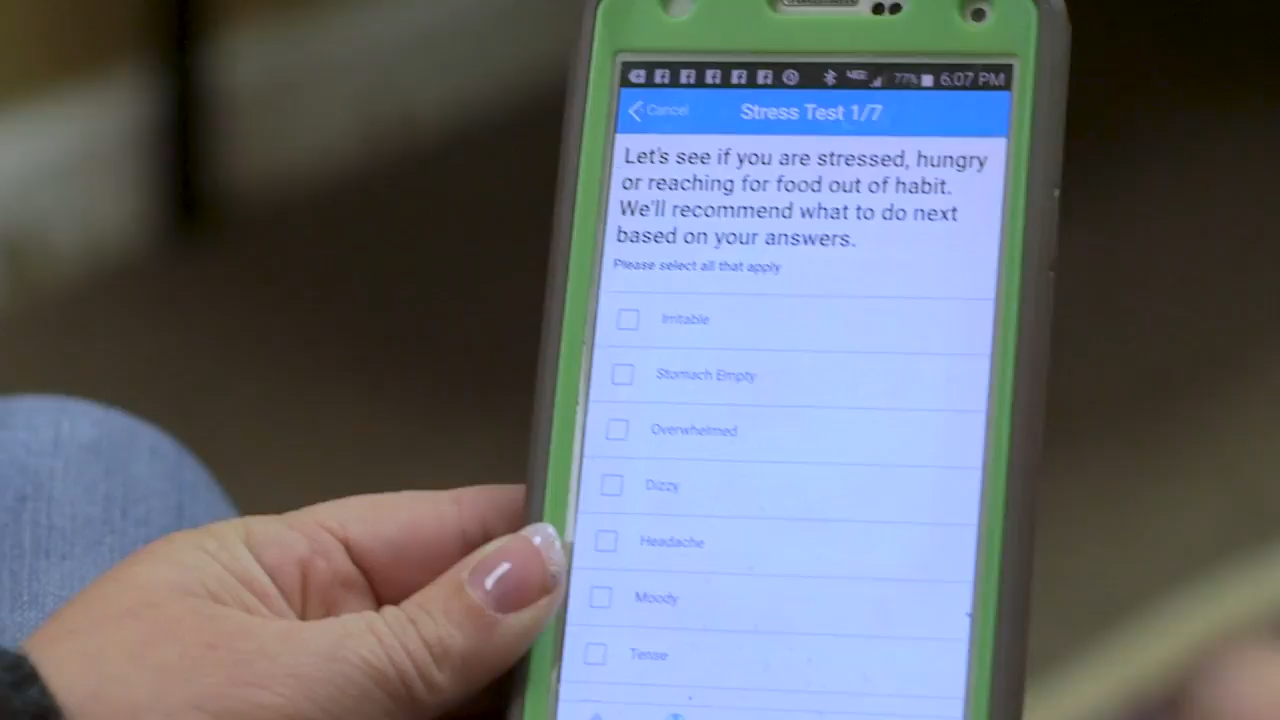 77% 6:07 PM
Cancel Stress Test 1/7
Let's see if you are stressed, hungry
or reaching for food out of habit.
We'll recommend what to do next
based on your answers.
Please select all that apply
Irritable
Stomach Empty
Overwhelmed
Dizzy
Headache
Moody
Tense